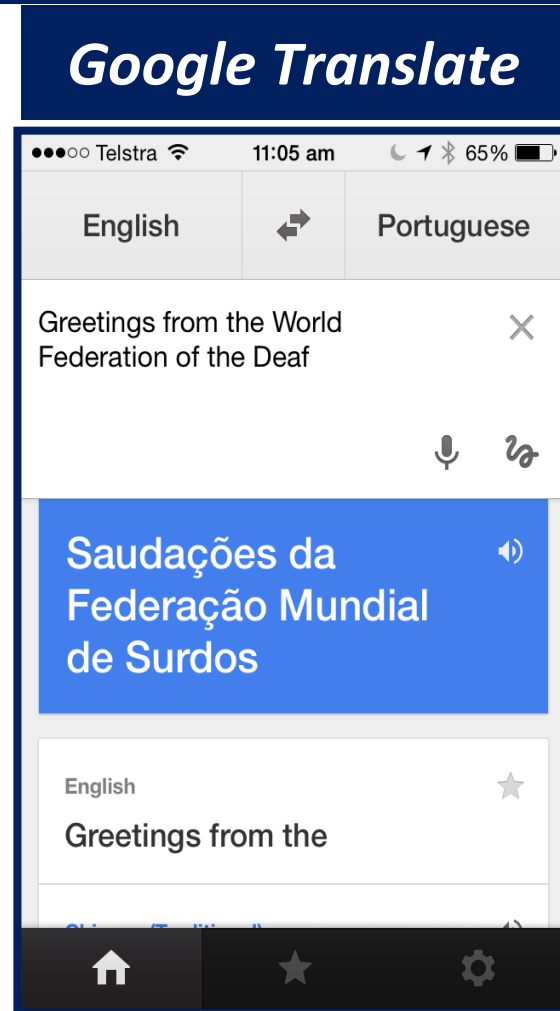 Google Translate
Telstra 11:05 am 65%
English Portuguese
Greetings from the World
Federation of the Deaf
Saudações da
Federação Mundial
de Surdos
English
Greetings from the